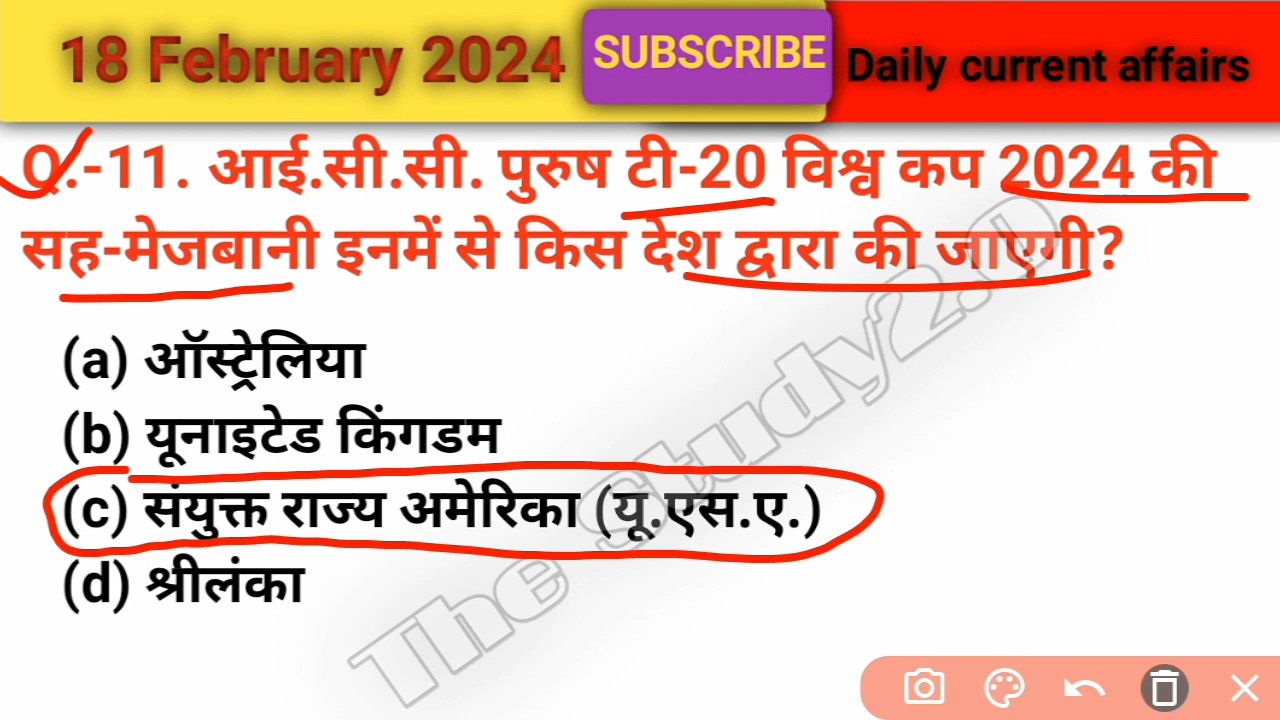 18 February 2024 SUBSCRIBE Daily current affairs
Q.-11. आई.सी.सी. पुरुष टी-20 विश्व कप 2024 की
सह-मेजबानी इनमें से किस देश द्वारा की जाएगी?
(a) ऑस्ट्रेलिया
(b) यूनाइटेड किंगडम
(c) संयुक्त राज्य अमेरिका (यू.एस.ए.)
(d) श्रीलंका
The Study2.0